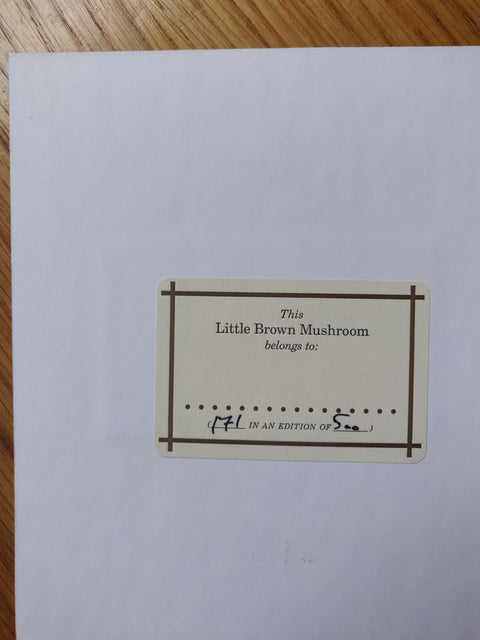 This
Little Brown Mushroom
belongs to:
(171 IN AN EDITION OF 500)